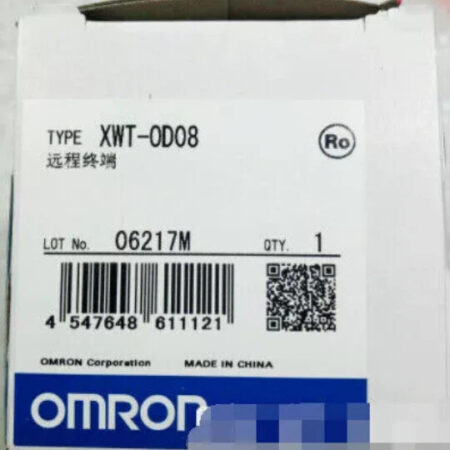 TYPE XWT-OD08
Ro
远程终端
LOT No. 06217M QTY. 1
4 547648 611121
OMRON Corporation MADE IN CHINA
OMRON